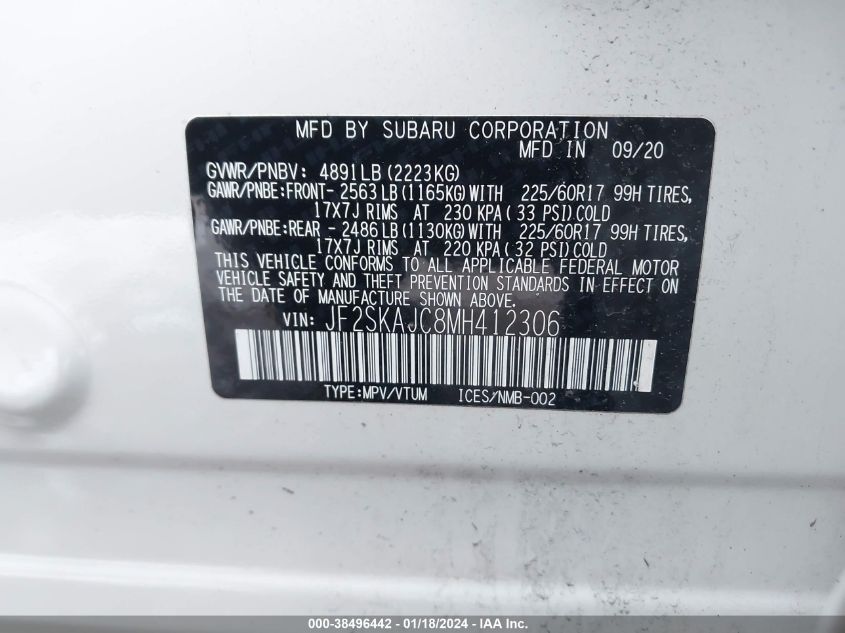 MFD BY SUBARU CORPORATION
MFD IN 09/20
GVWR/PNBV: 4891LB (2223KG)
GAWR/PNBE:FRONT- 2563LB(1165KG)WITH 225/60R17 99H TIRES,
17X7J RIMS AT 230 KPA( 33 PSI)COLD
GAWR/PNBE:REAR - 2486LB(1130KG)WITH 225/60R17 99H TIRES,
17X7J RIMS AT 220 KPA( 32 PSI)COLD
THIS VEHICLE CONFORMS TO ALL APPLICABLE FEDERAL MOTOR
VEHICLE SAFETY AND THEFT PREVENTION STANDARDS IN EFFECT ON
THE DATE OF MANUFACTURE SHOWN ABOVE.
VIN: JF2SKAJC8MH412306
TYPE:MPV/VTUM ICES/NMB-002
000-38496442 - 01/18/2024 - IAA Inc.